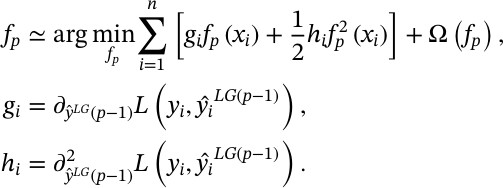 f_p ≃ arg min_{f_p} ∑_{i=1}^{n} [ g_i f_p (x_i) + \frac{1}{2} h_i f_p^2 (x_i) ] + Ω (f_p) ,
g_i = ∂_{ŷ^{LG}(p−1)} L ( y_i, ŷ_i^{LG(p−1)} ) ,
h_i = ∂^2_{ŷ^{LG}(p−1)} L ( y_i, ŷ_i^{LG(p−1)} ) .